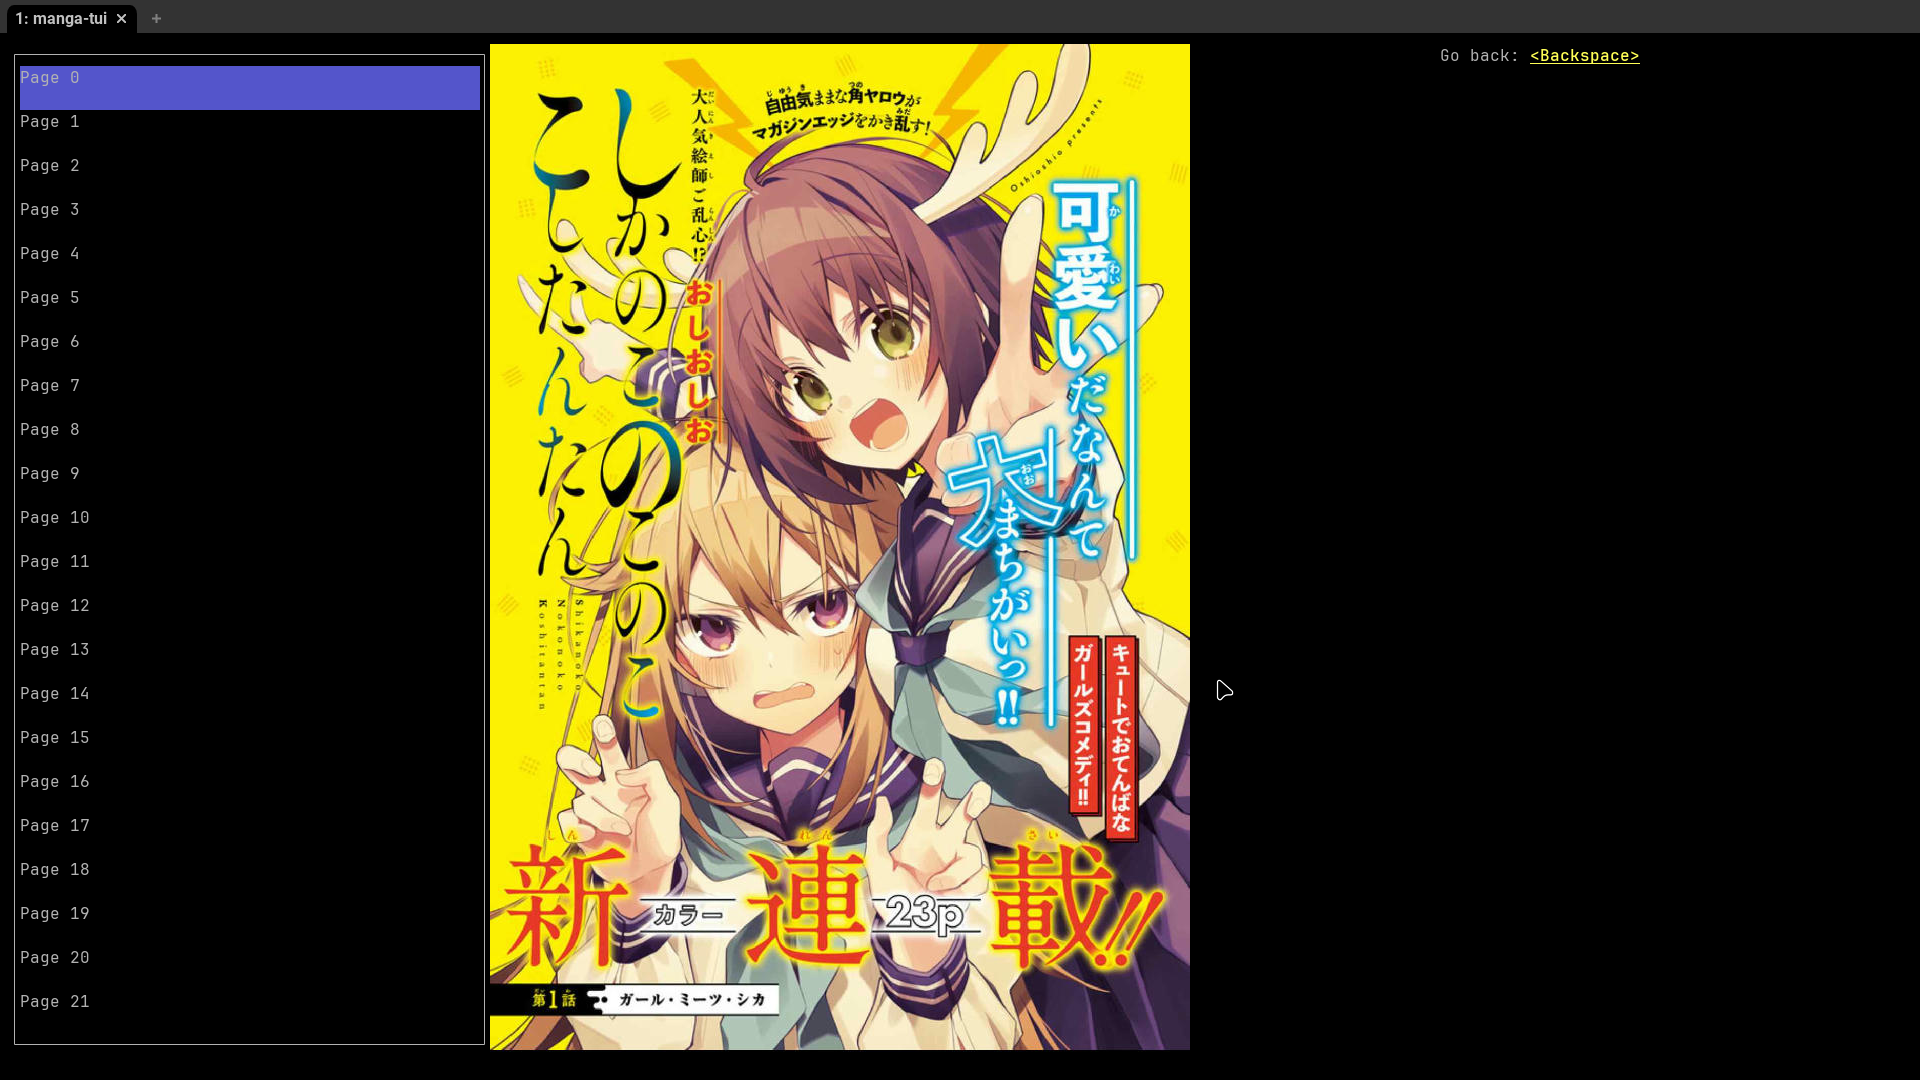 1: manga-tui × +
Go back: <Backspace>
Page 0
Page 1
Page 2
Page 3
Page 4
Page 5
Page 6
Page 7
Page 8
Page 9
Page 10
Page 11
Page 12
Page 13
Page 14
Page 15
Page 16
Page 17
Page 18
Page 19
Page 20
Page 21
自由気ままな角ヤロウが
マガジンエッジをかき乱す!
Oshioshio presents
可愛いだなんて
大まちがいっ!!
キュートでおてんばな
ガールズコメディ!!
大人気絵師ご乱心!?
おしおしお
しかのこのこのこ
こしたんたん
Shikanoko
Nokonoko
Koshitantan
新連載!!
カラー 23p
第1話 ガール・ミーツ・シカ